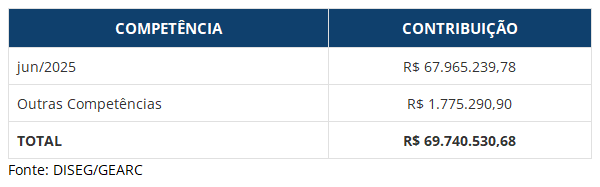 COMPETÊNCIA CONTRIBUIÇÃO
jun/2025 R$ 67.965.239,78
Outras Competências R$ 1.775.290,90
TOTAL R$ 69.740.530,68
Fonte: DISEG/GEARC